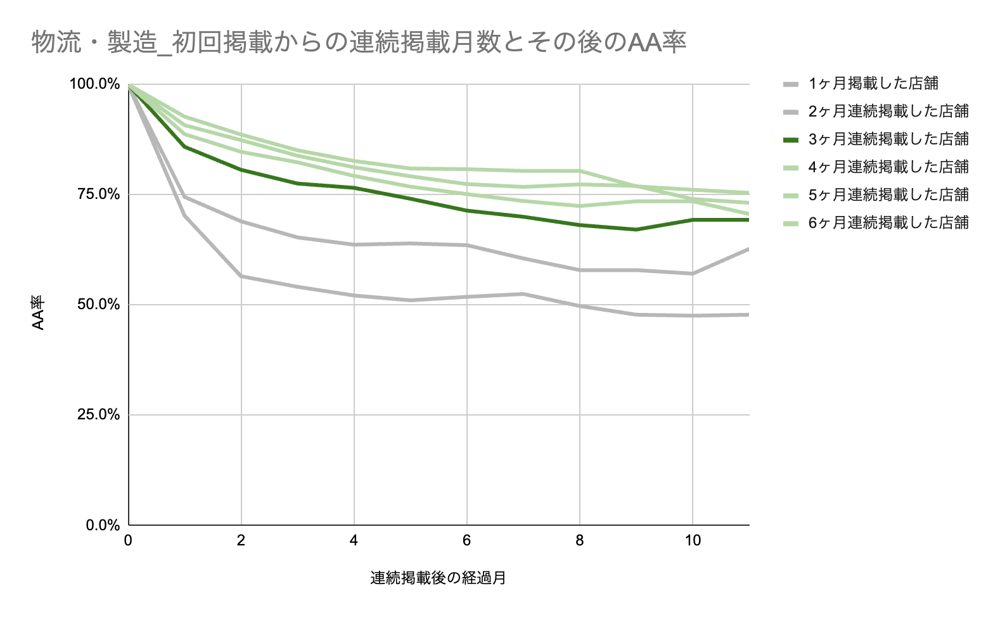 物流・製造_初回掲載からの連続掲載月数とその後のAA率
100.0%
75.0%
50.0%
25.0%
0.0%
AA率
0 2 4 6 8 10
連続掲載後の経過月
1ヶ月掲載した店舗
2ヶ月連続掲載した店舗
3ヶ月連続掲載した店舗
4ヶ月連続掲載した店舗
5ヶ月連続掲載した店舗
6ヶ月連続掲載した店舗